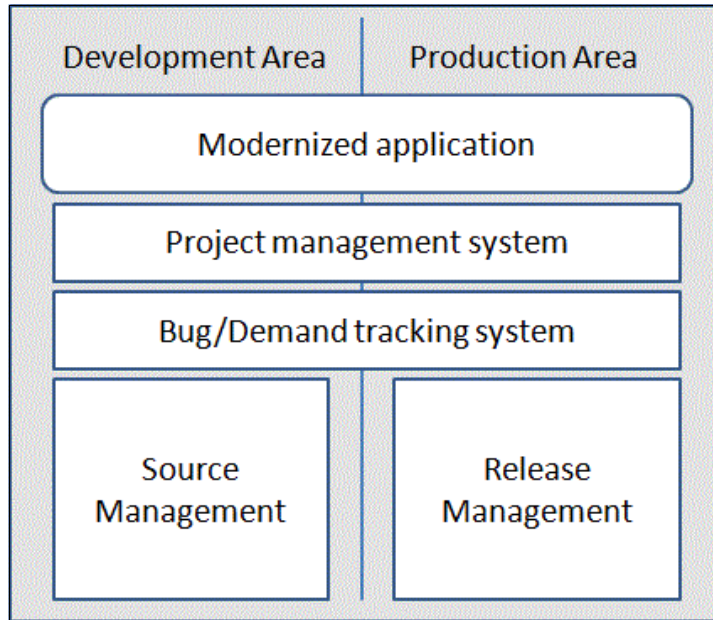 Development Area
Production Area
Modernized application
Project management system
Bug/Demand tracking system
Source
Management
Release
Management